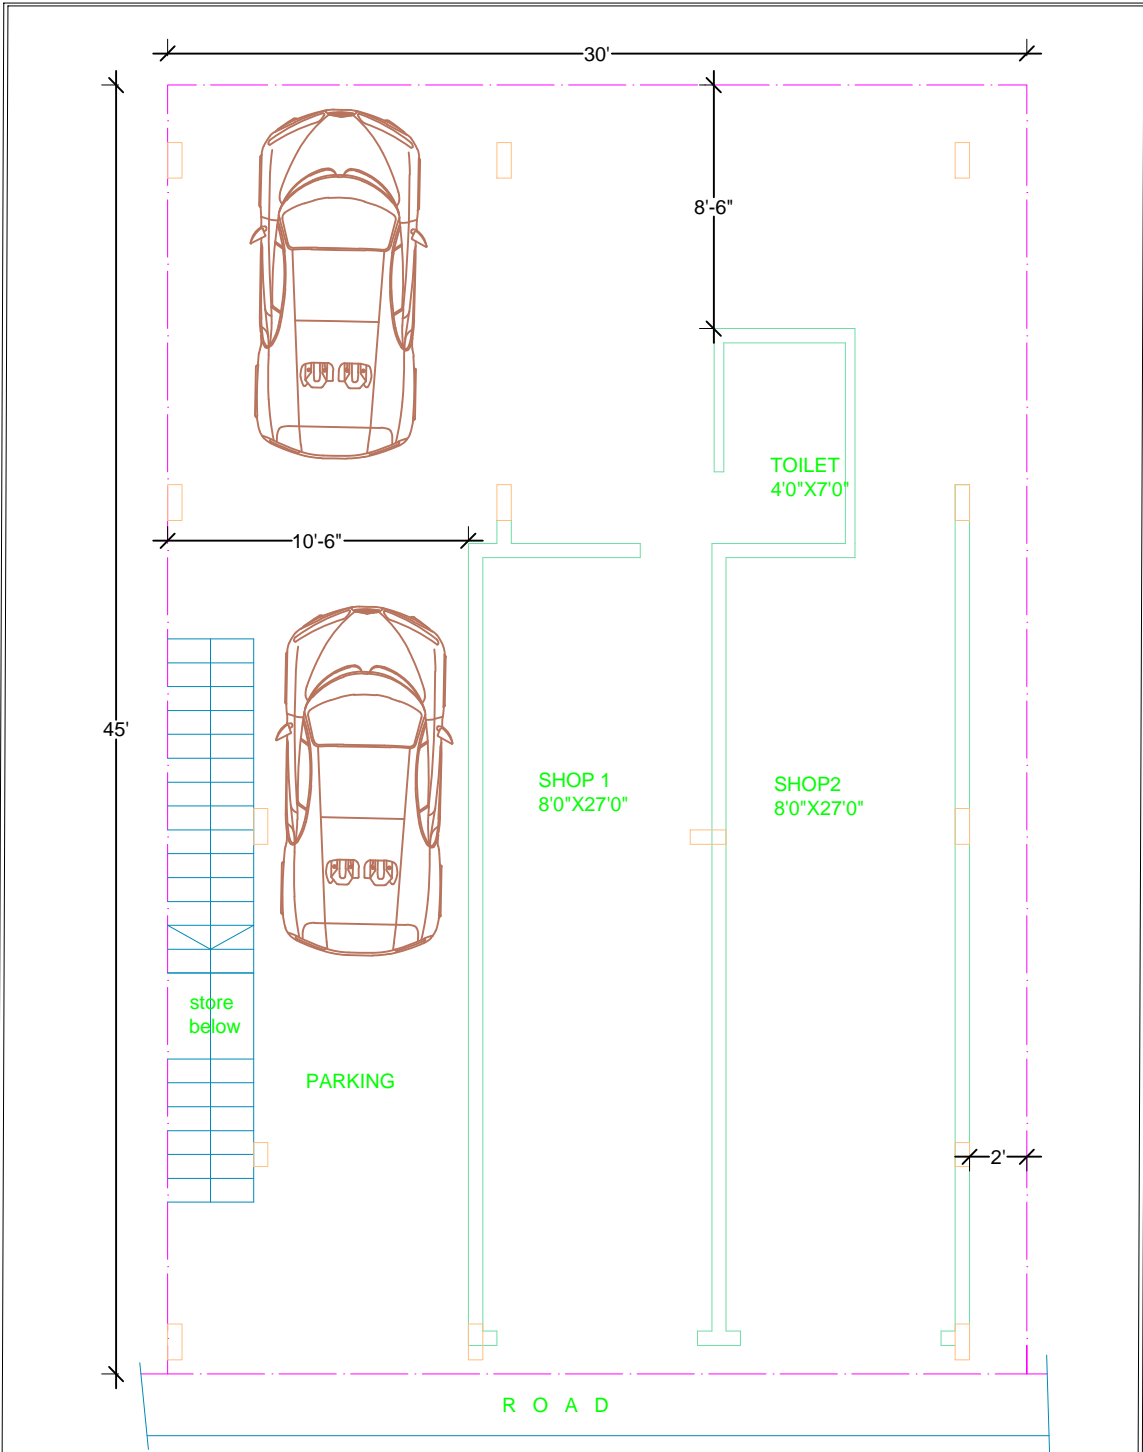 30'
8'-6"
TOILET
4'0"X7'0"
10'-6"
45'
SHOP 1
8'0"X27'0"
SHOP2
8'0"X27'0"
store
below
PARKING
2'
R O A D